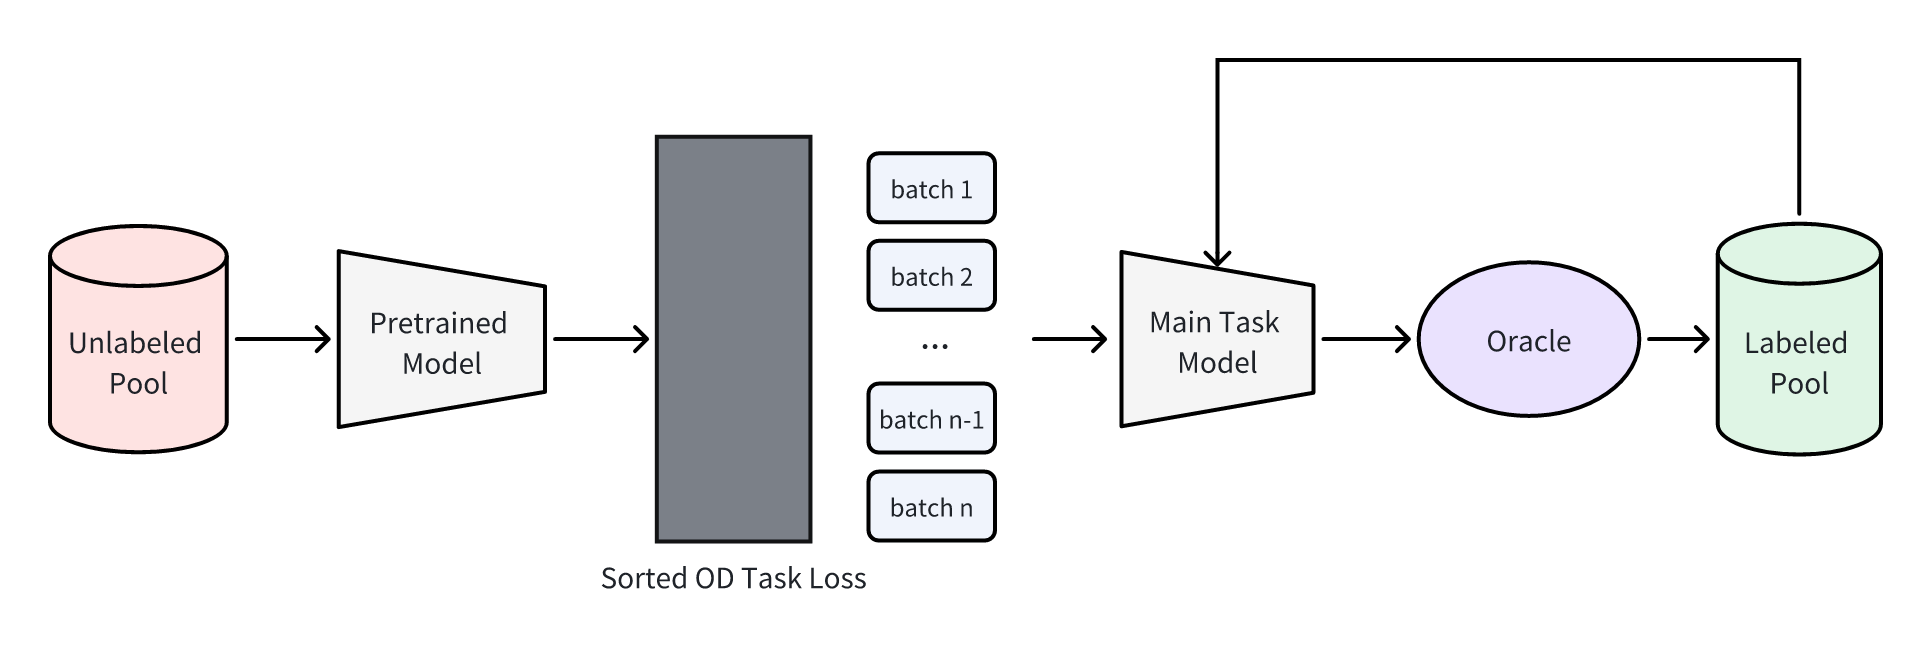 Unlabeled
Pool
Pretrained
Model
Sorted OD Task Loss
batch 1
batch 2
...
batch n-1
batch n
Main Task
Model
Oracle
Labeled
Pool